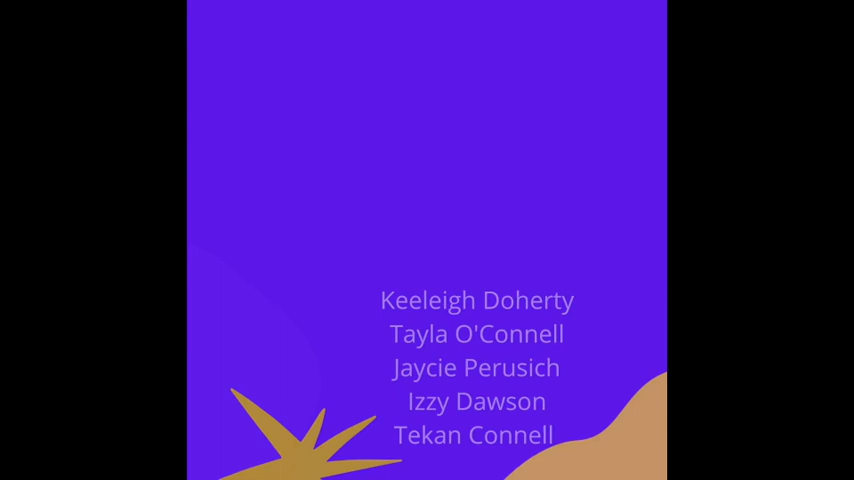 Keeleigh Doherty
Tayla O'Connell
Jaycie Perusich
Izzy Dawson
Tekan Connell